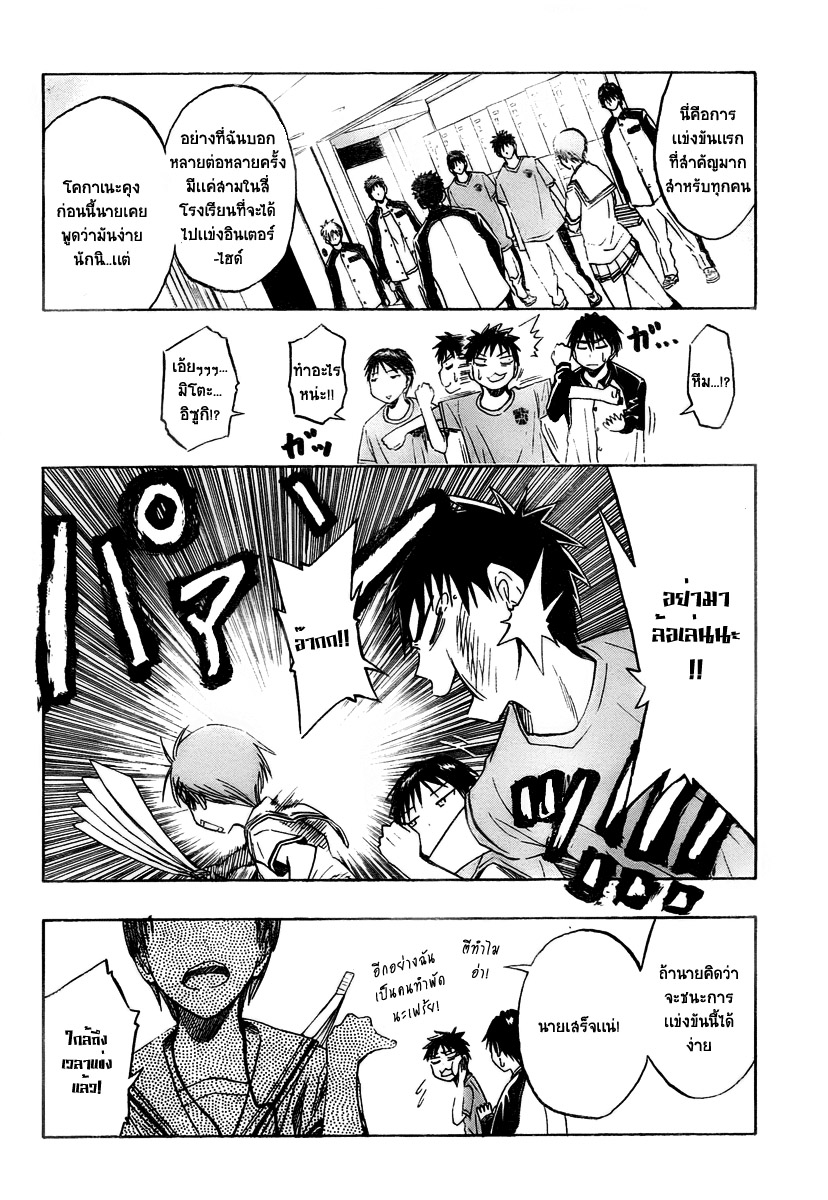 นี่คือการ
แข่งขันแรก
ที่สำคัญมาก
สำหรับทุกคน
อย่างที่ฉันบอก
หลายต่อหลายครั้ง
มีแค่สามในสี่
โรงเรียนที่จะได้
ไปแข่งอินเตอร์
-ไฮด์
โคกาเนะคุง
ก่อนนี้นายเคย
พูดว่ามันง่าย
นักนิ..แต่
หืม...!?
ガ...
ทำอะไร
หน่ะ!!
ガッ
เอ้ยๆๆๆ...
มิโตะ...
อิซูกิ!?
อย่ามา
ล้อเล่นนะ
!!
อ๊ากก!!
パアン
ถ้านายคิดว่า
จะชนะการ
แข่งขันนี้ได้
ง่าย
นายเสร็จแน่!
ตีทำไม
อ่ะ!
อีกอย่างฉัน
เป็นคนทำพัด
นะเฟร้ย!
ใกล้ถึง
เวลาแข่ง
แล้ว!